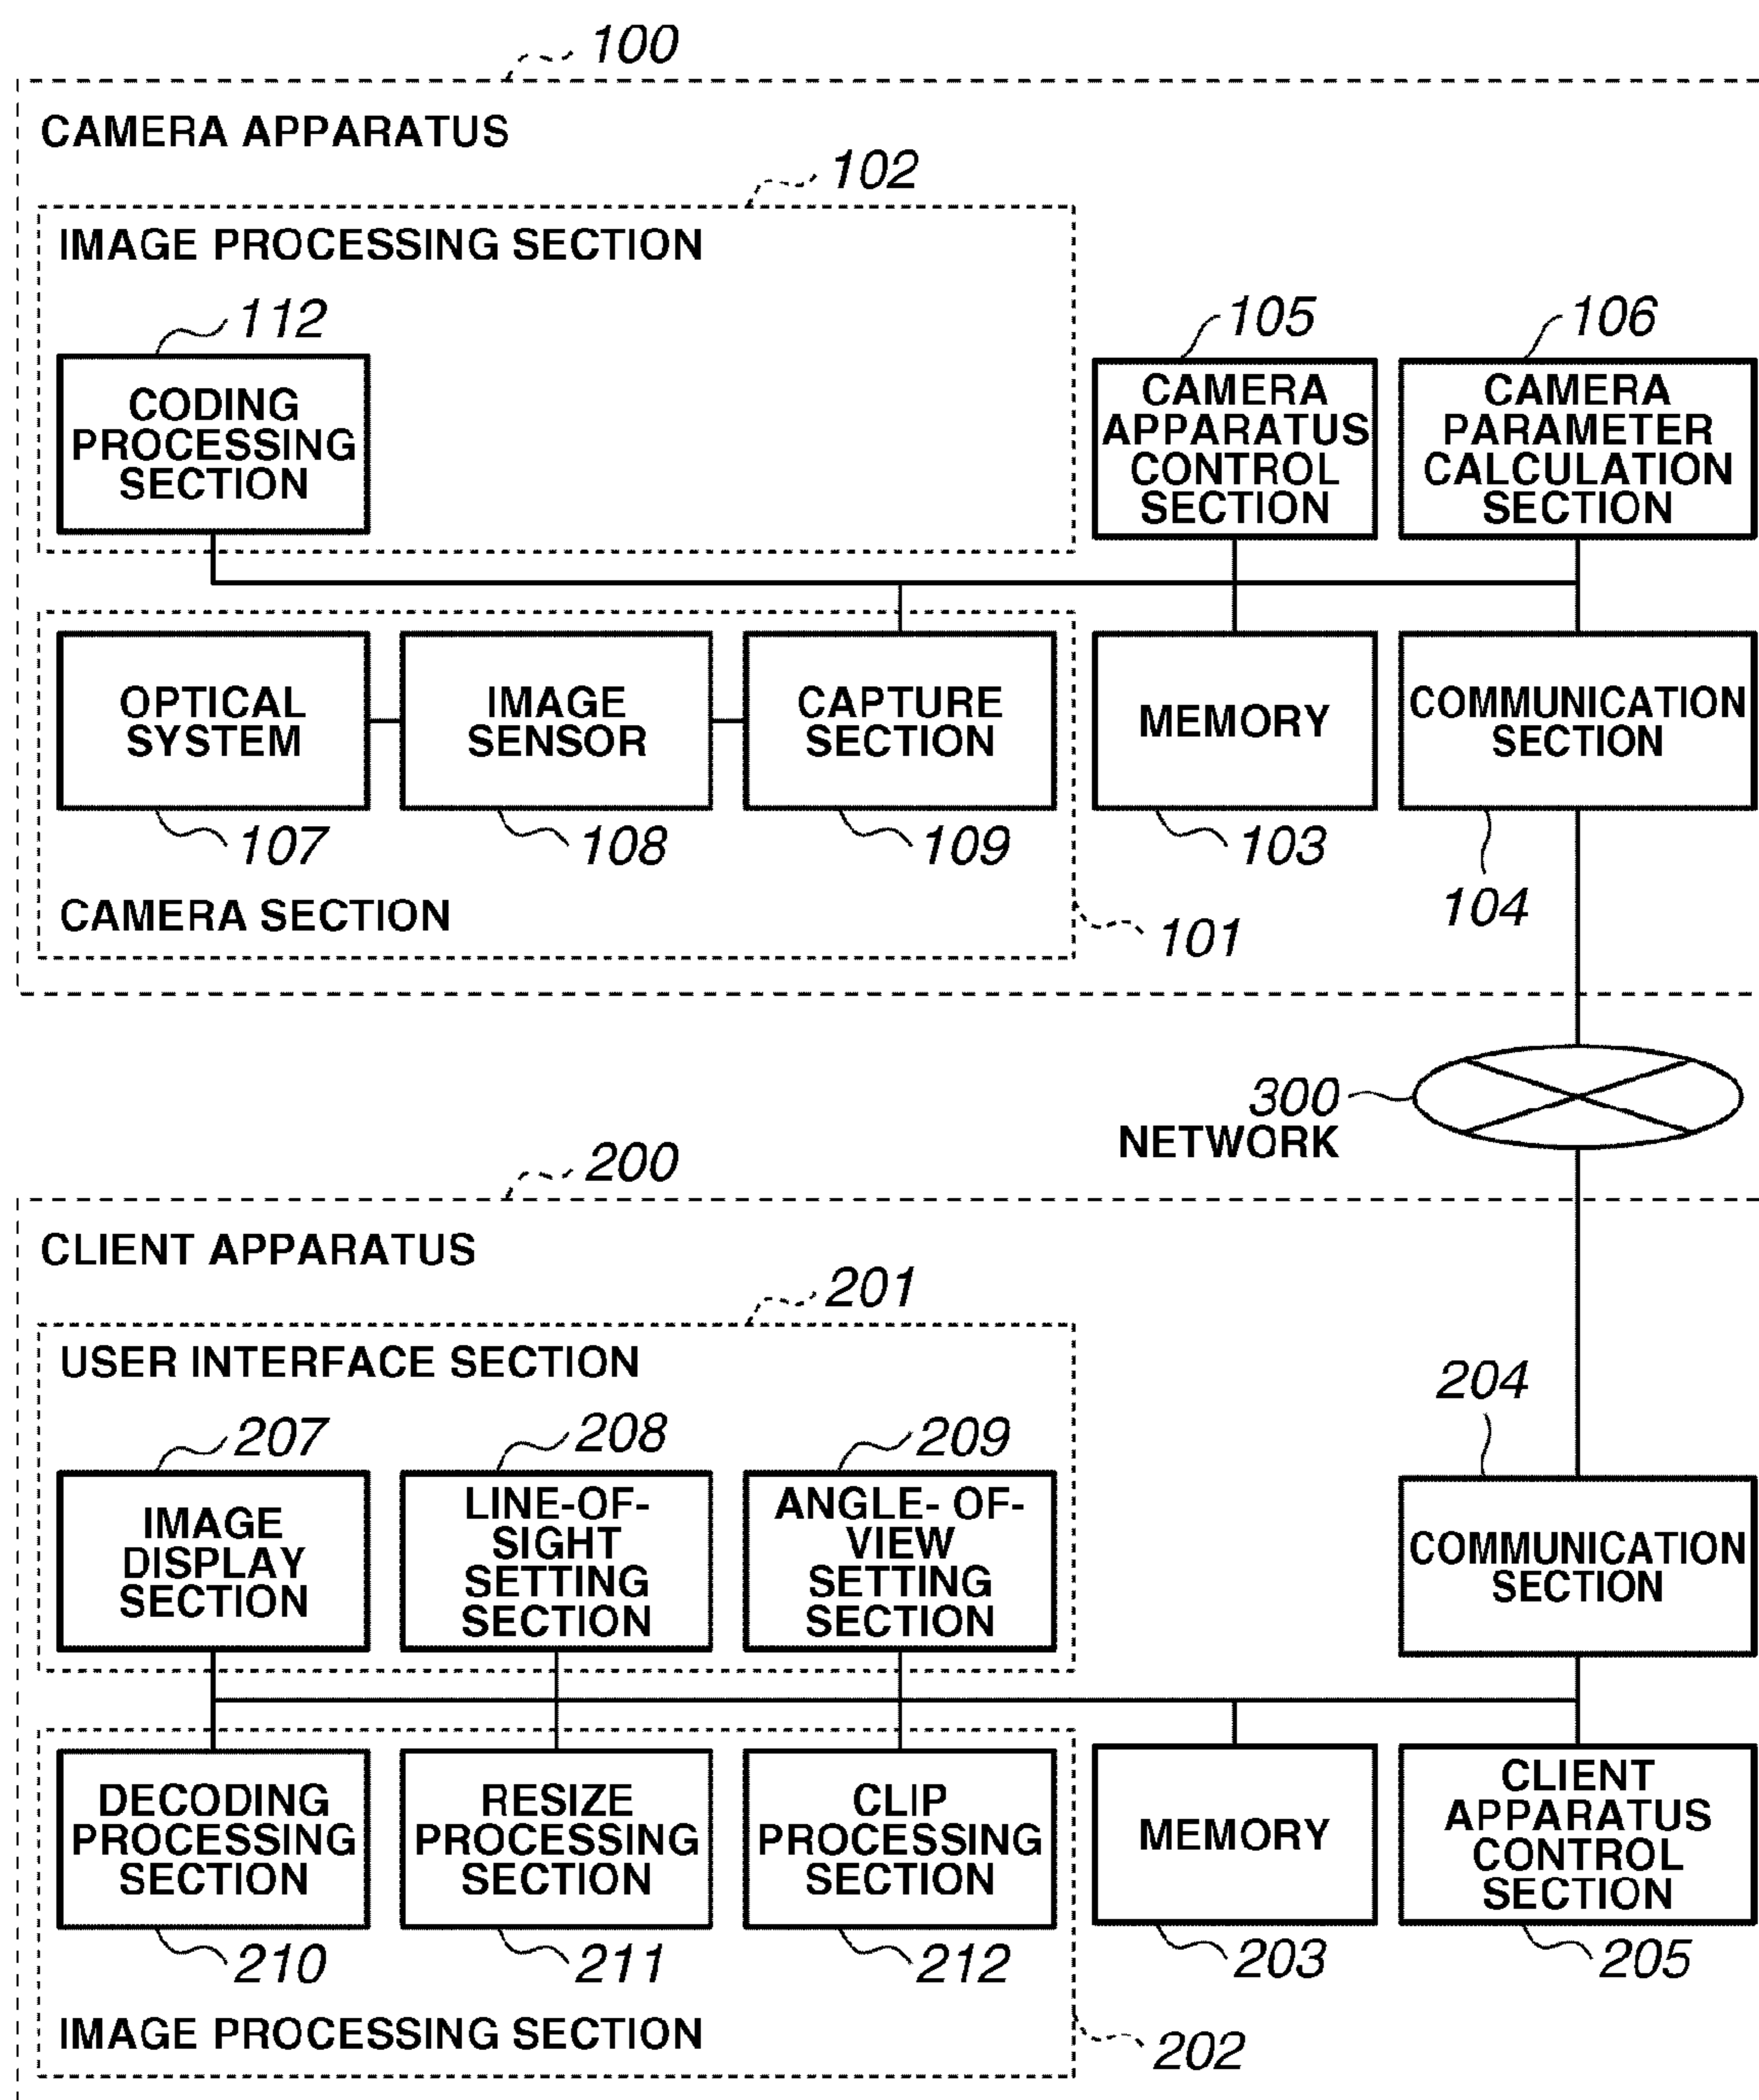 100
CAMERA APPARATUS
102
IMAGE PROCESSING SECTION
112
CODING
PROCESSING
SECTION
105
CAMERA
APPARATUS
CONTROL
SECTION
106
CAMERA
PARAMETER
CALCULATION
SECTION
OPTICAL
SYSTEM
107
IMAGE
SENSOR
108
CAPTURE
SECTION
109
MEMORY
103
COMMUNICATION
SECTION
104
CAMERA SECTION
101
300
NETWORK
200
CLIENT APPARATUS
201
USER INTERFACE SECTION
207
IMAGE
DISPLAY
SECTION
208
LINE-OF-
SIGHT
SETTING
SECTION
209
ANGLE- OF-
VIEW
SETTING
SECTION
204
COMMUNICATION
SECTION
DECODING
PROCESSING
SECTION
210
RESIZE
PROCESSING
SECTION
211
CLIP
PROCESSING
SECTION
212
MEMORY
203
CLIENT
APPARATUS
CONTROL
SECTION
205
IMAGE PROCESSING SECTION
202